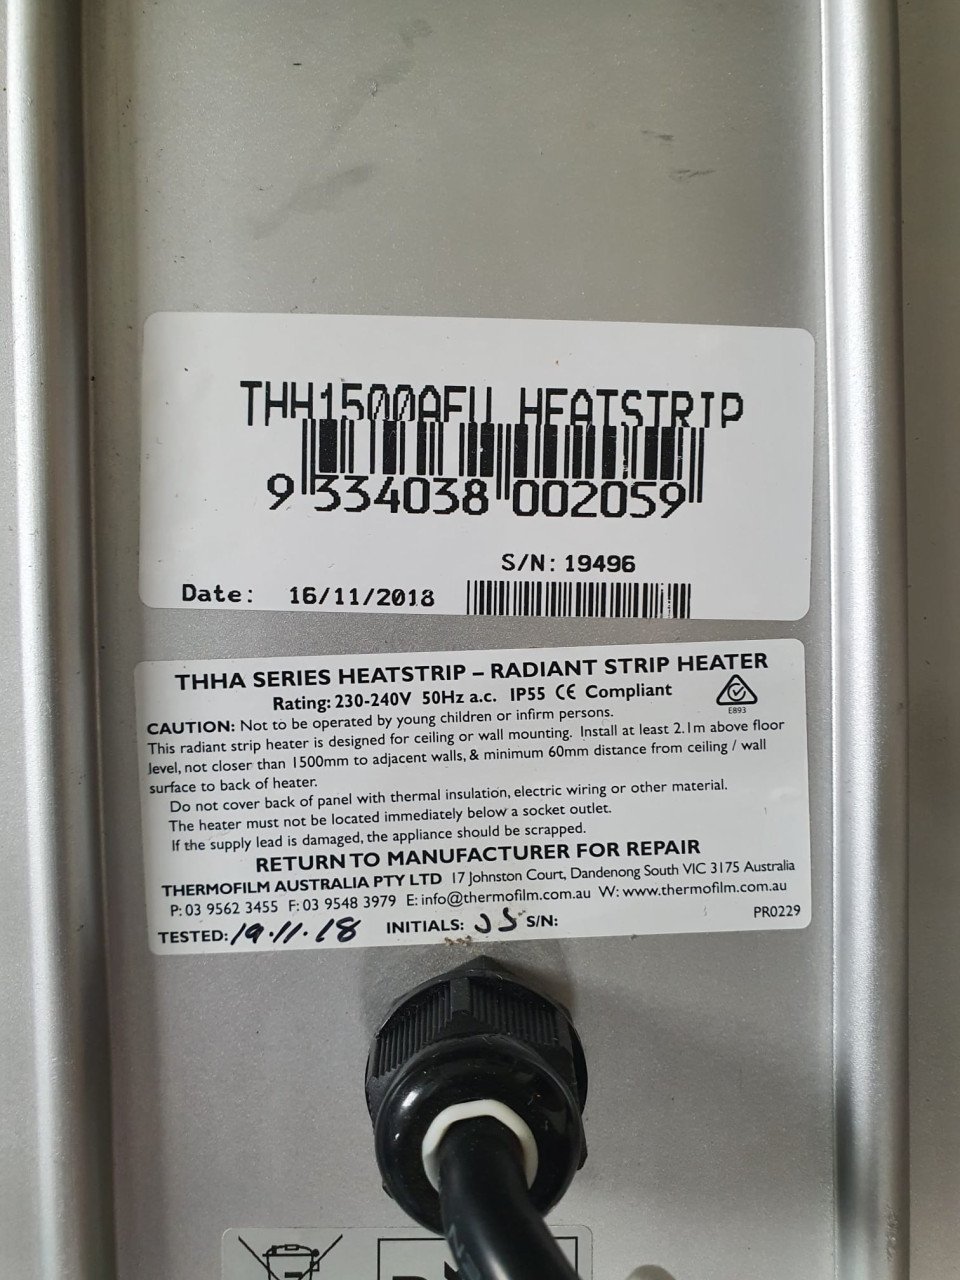 THH1500AEU HEATSTRIP
9 334038 002059
S/N: 19496
Date: 16/11/2018
THHA SERIES HEATSTRIP – RADIANT STRIP HEATER
Rating: 230-240V 50Hz a.c. IP55 CE Compliant
E893
CAUTION: Not to be operated by young children or infirm persons.
This radiant strip heater is designed for ceiling or wall mounting. Install at least 2.1m above floor
level, not closer than 1500mm to adjacent walls, & minimum 60mm distance from ceiling / wall
surface to back of heater.
Do not cover back of panel with thermal insulation, electric wiring or other material.
The heater must not be located immediately below a socket outlet.
If the supply lead is damaged, the appliance should be scrapped.
RETURN TO MANUFACTURER FOR REPAIR
THERMOFILM AUSTRALIA PTY LTD 17 Johnston Court, Dandenong South VIC 3175 Australia
P: 03 9562 3455 F: 03 9548 3979 E: info@thermofilm.com.au W: www.thermofilm.com.au
PR0229
TESTED: 19.11.18 INITIALS: JS S/N: